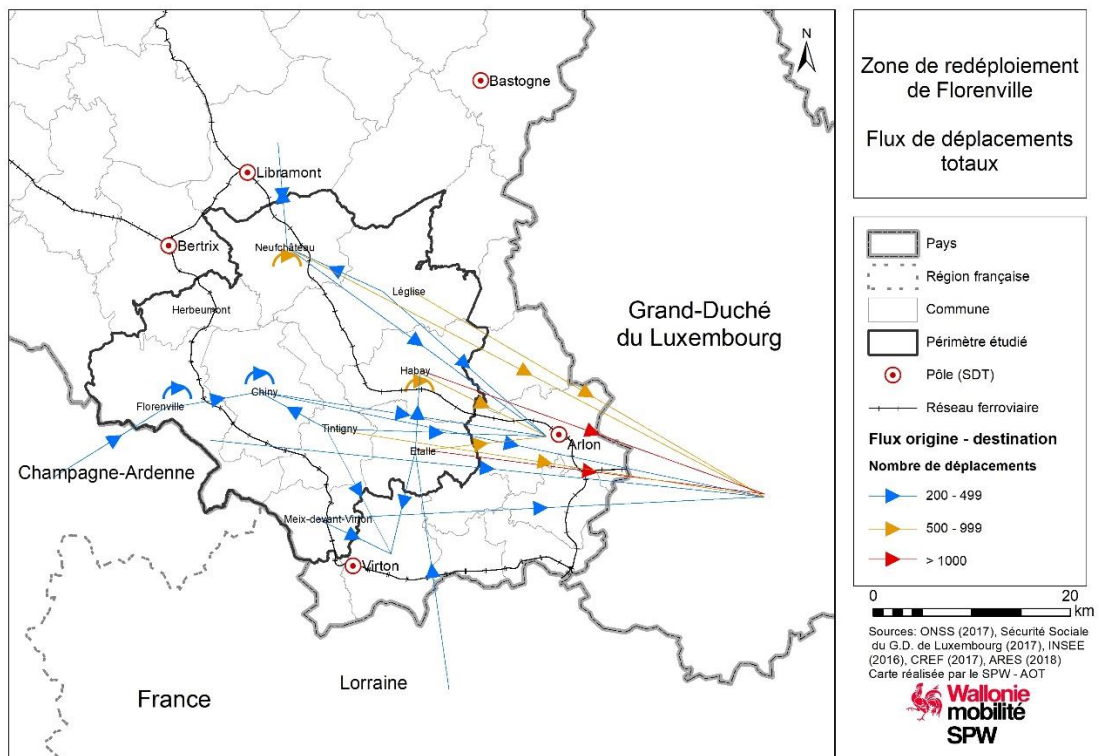 N
Bastogne
Libramont
Bertrix
Neufchâteau
Léglise
Herbeumont
Grand-Duché
du Luxembourg
Habay
Chiny
Florenville
Tintigny
Arlon
Etalle
Champagne-Ardenne
Meix-devant-Virton
Virton
Lorraine
France
Zone de redéploiement
de Florenville
Flux de déplacements
totaux
Pays
Région française
Commune
Périmètre étudié
Pôle (SDT)
Réseau ferroviaire
Flux origine - destination
Nombre de déplacements
200 - 499
500 - 999
> 1000
0 20
km
Sources: ONSS (2017), Sécurité Sociale
du G.D. de Luxembourg (2017), INSEE
(2016), CREF (2017), ARES (2018)
Carte réalisée par le SPW - AOT
Wallonie
mobilité
SPW